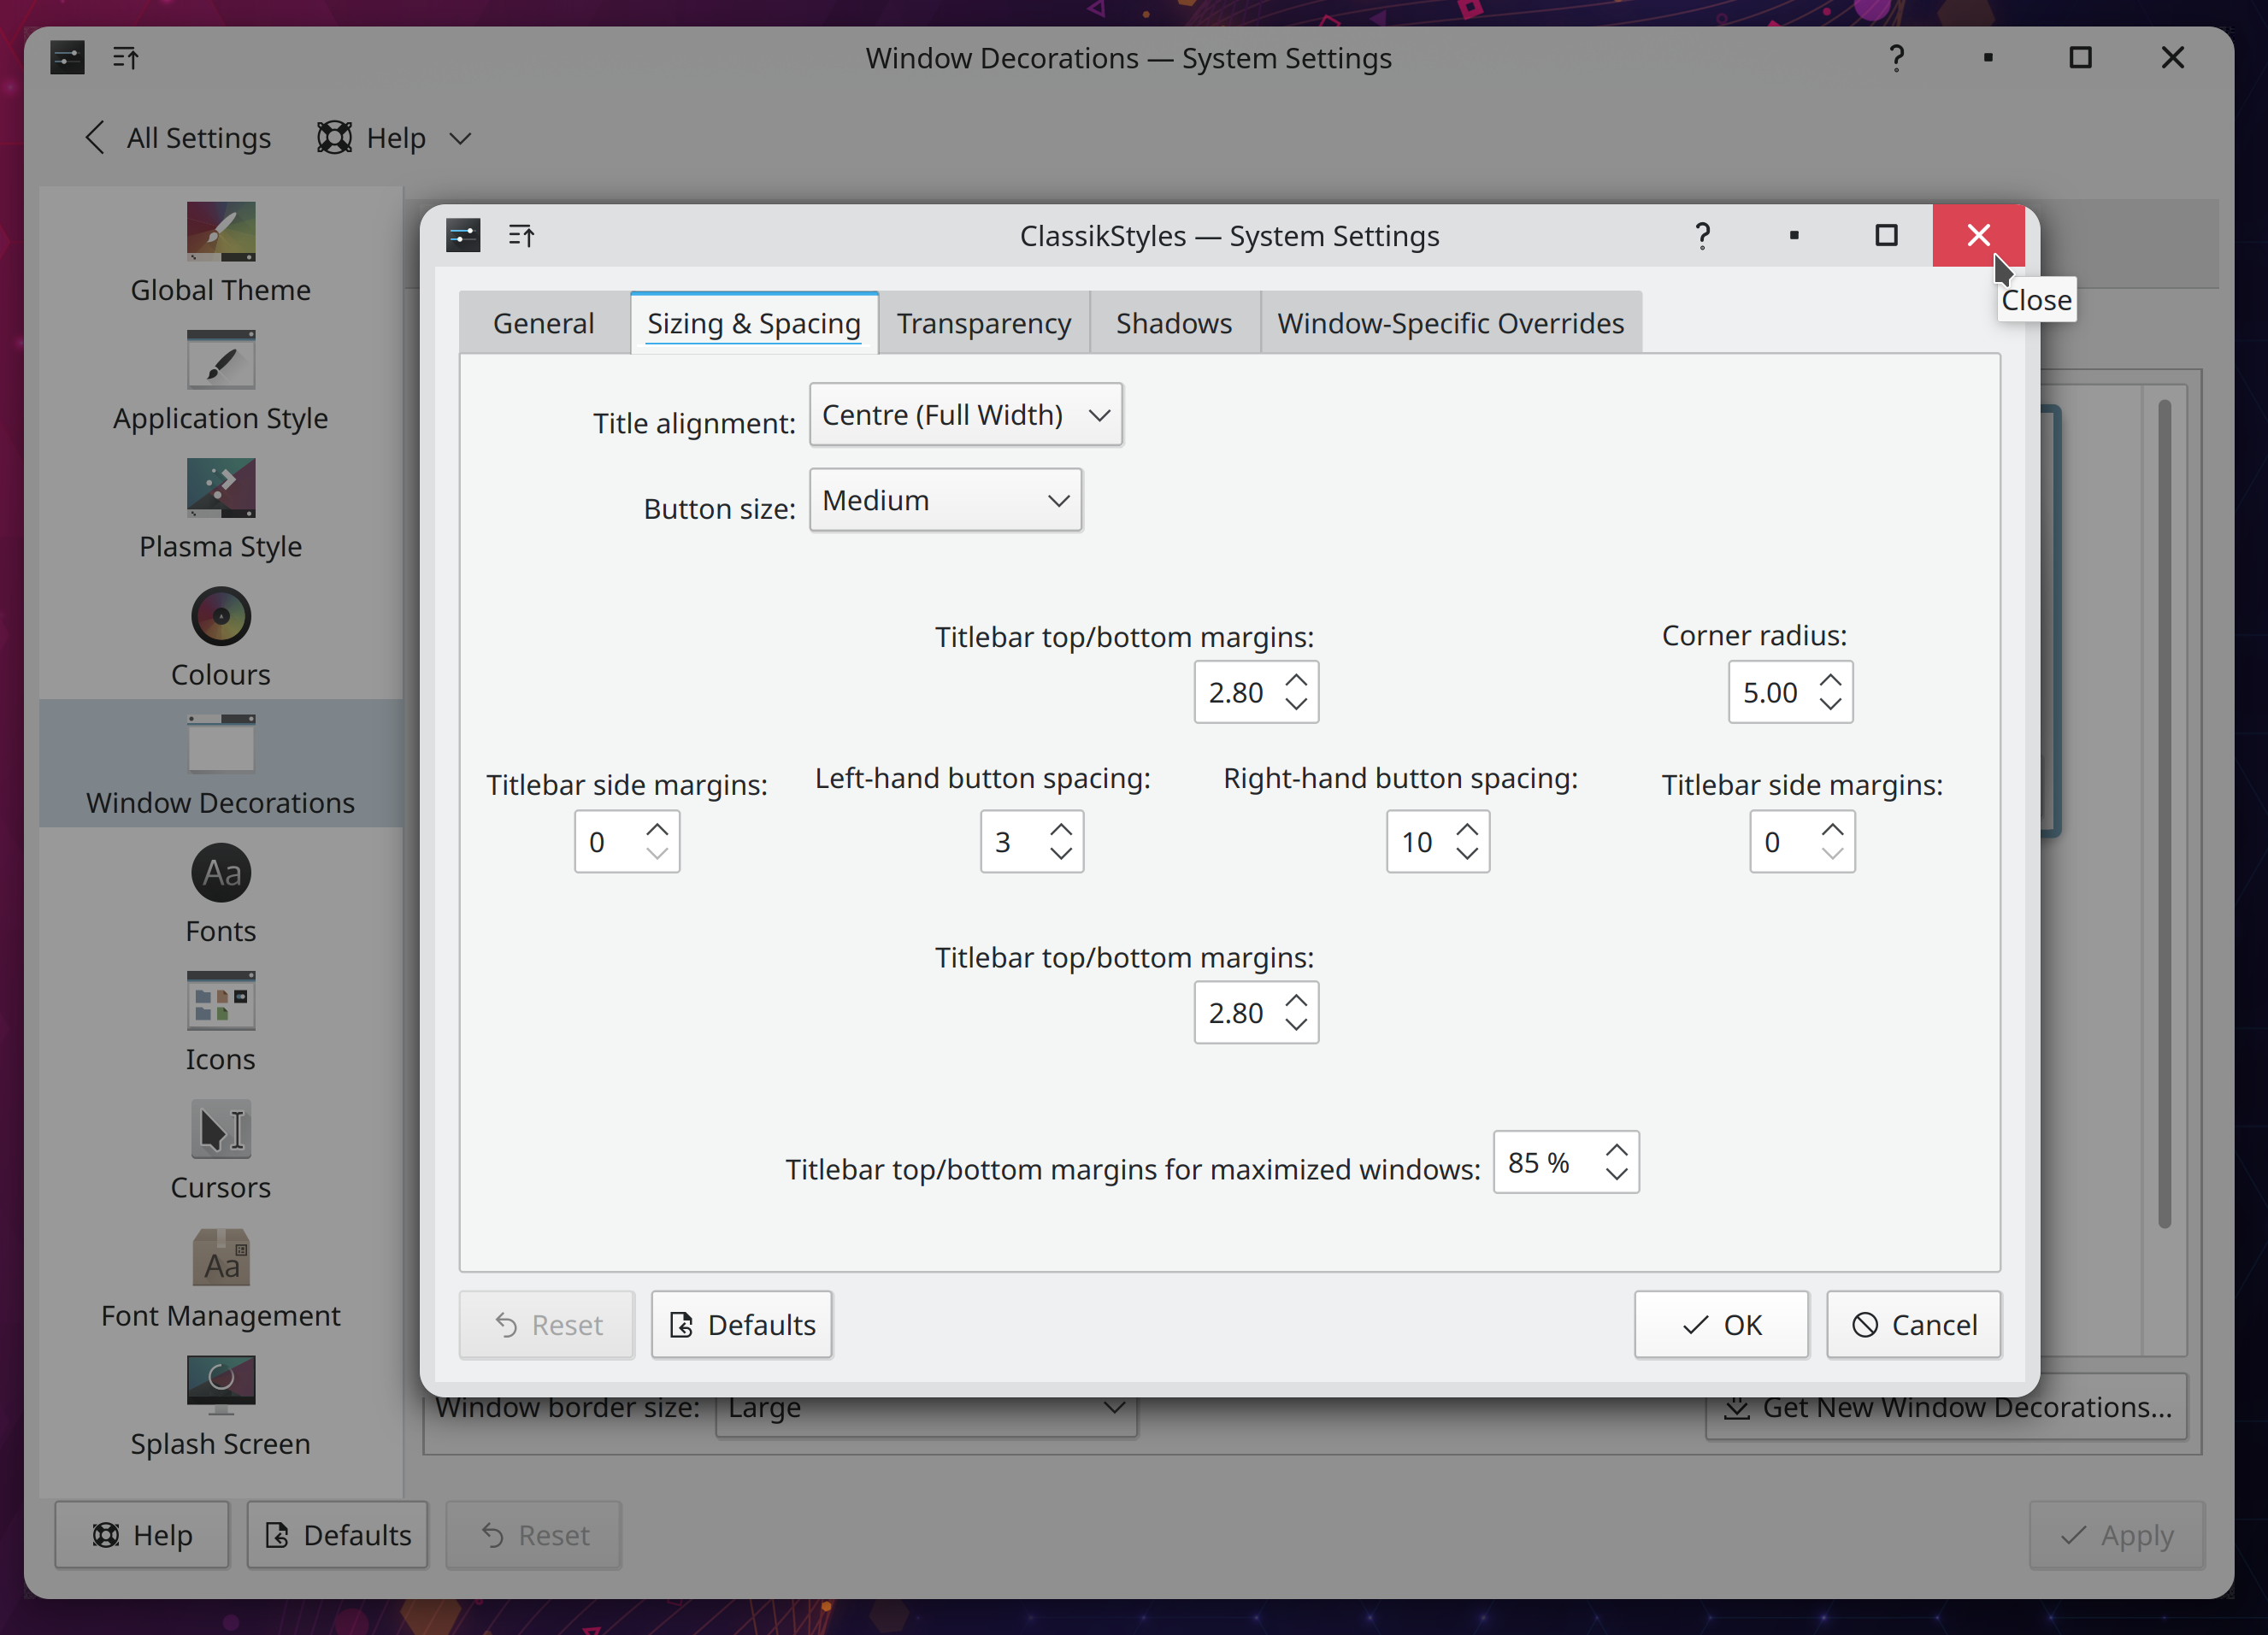 Window Decorations — System Settings
All Settings
Help
Global Theme
Application Style
Plasma Style
Colours
Window Decorations
Aa
Fonts
Icons
Cursors
Aa
Font Management
Splash Screen
ClassikStyles — System Settings
Close
General
Sizing & Spacing
Transparency
Shadows
Window-Specific Overrides
Title alignment: Centre (Full Width)
Button size: Medium
Titlebar top/bottom margins:
2.80
Corner radius:
5.00
Titlebar side margins:
0
Left-hand button spacing:
3
Right-hand button spacing:
10
Titlebar side margins:
0
Titlebar top/bottom margins:
2.80
Titlebar top/bottom margins for maximized windows: 85 %
Reset
Defaults
OK
Cancel
Window border size: Large
Get New Window Decorations...
Help
Defaults
Reset
Apply